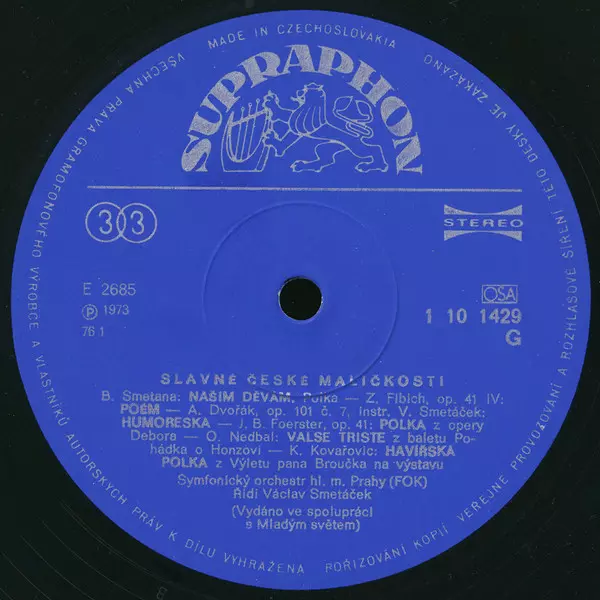 MADE IN CZECHOSLOVAKIA
VŠECHNA PRÁVA GRAMOFONOVÉHO VÝROBCE A VLASTNÍKŮ AUTORSKÝCH PRÁV K DÍLU VYHRAŽENA POŘIZOVÁNÍ KOPIÍ VEŘEJNÉ PROVOZOVÁNÍ A ROZHLASOVÉ ŠÍŘENÍ TÉTO DESKY JE ZAKÁZÁNO
SUPRAPHON
33
STEREO
E 2685
OSA
Ⓟ 1973
1 10 1429
76 1
G
SLAVNÉ ČESKÉ MALIČKOSTI
B. Smetana: NAŠIM DĚVÁM, Polka — Z. Fibich, op. 41 IV:
POÉM — A. Dvořák, op. 101 č. 7, instr. V. Smetáček:
HUMORESKA — J. B. Foerster, op. 41: POLKA z opery
Debora — O. Nedbal: VALSE TRISTE z baletu Po-
hádka o Honzovi — K. Kovařovic: HAVÍŘSKÁ
POLKA z Výletu pana Broučka na výstavu
Symfonický orchestr hl. m. Prahy (FOK)
Řídí Václav Smetáček
(Vydáno ve spolupráci
s Mladým světem)